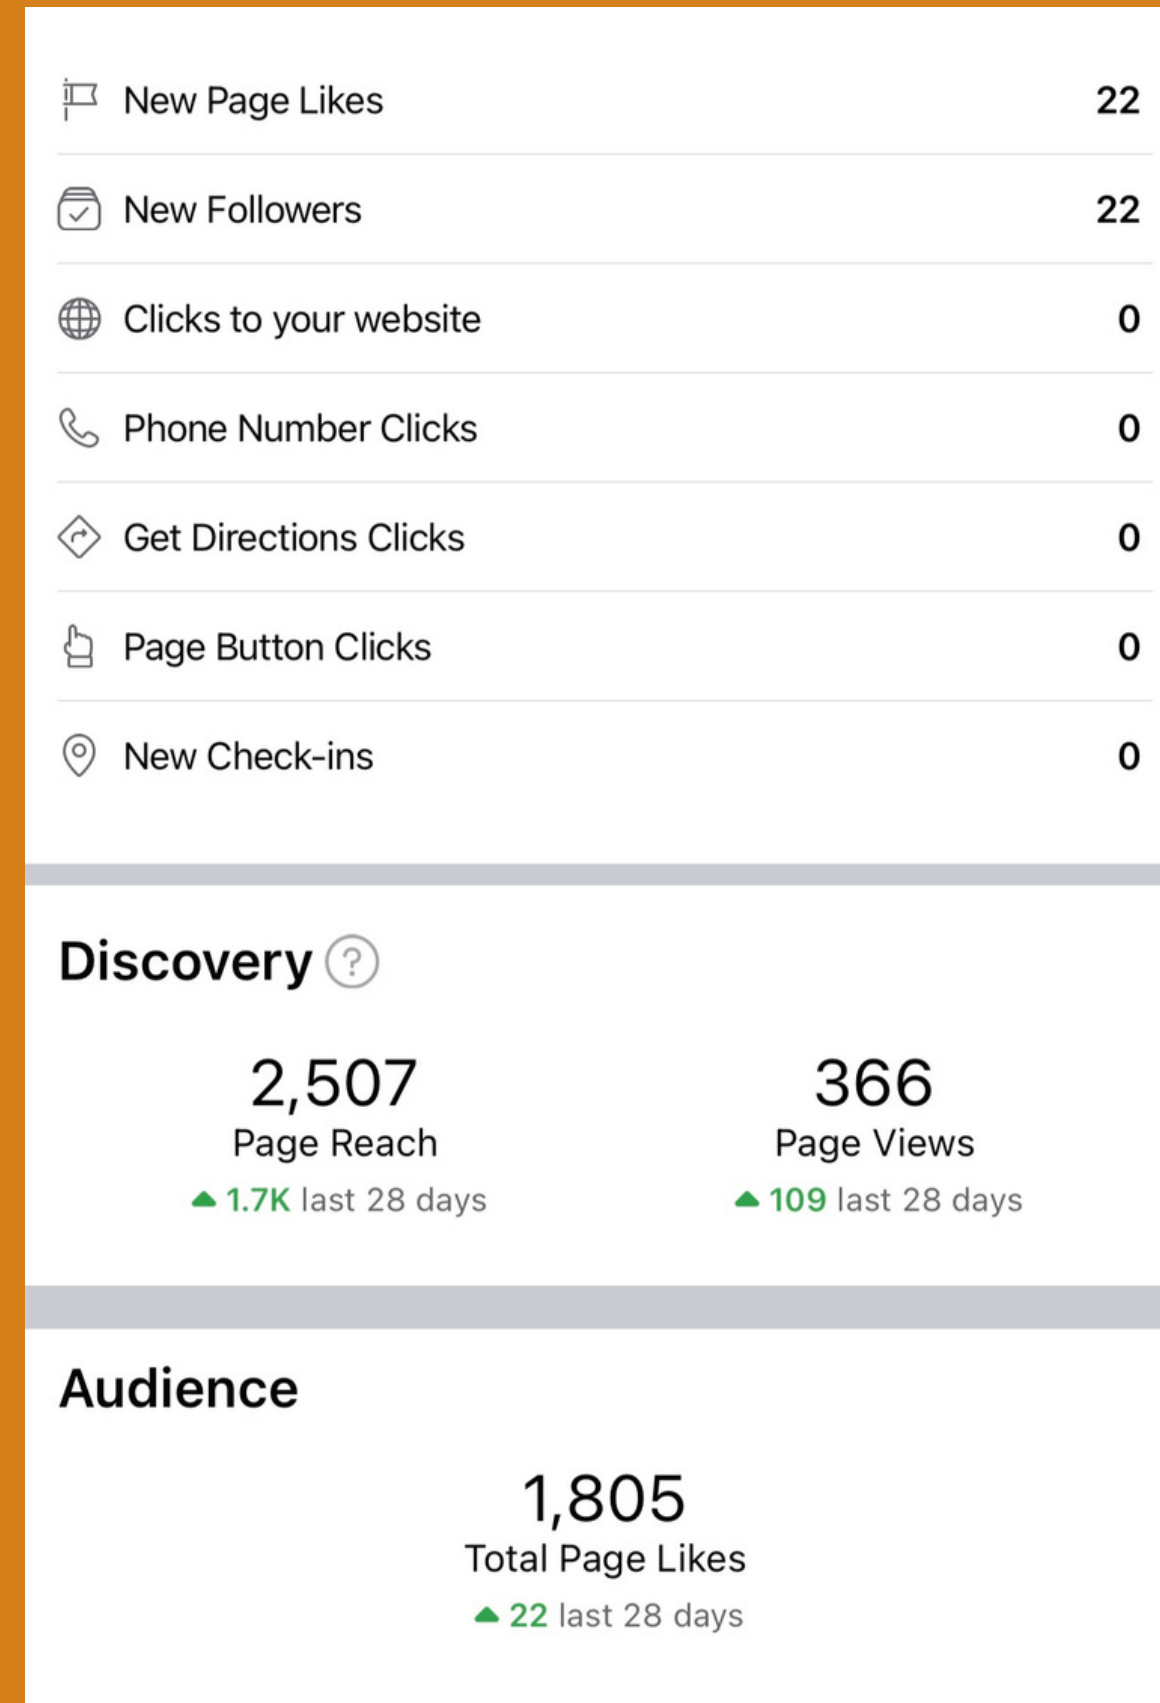 New Page Likes 22
New Followers 22
Clicks to your website 0
Phone Number Clicks 0
Get Directions Clicks 0
Page Button Clicks 0
New Check-ins 0
Discovery ?
2,507 366
Page Reach Page Views
▲ 1.7K last 28 days ▲ 109 last 28 days
Audience
1,805
Total Page Likes
▲ 22 last 28 days